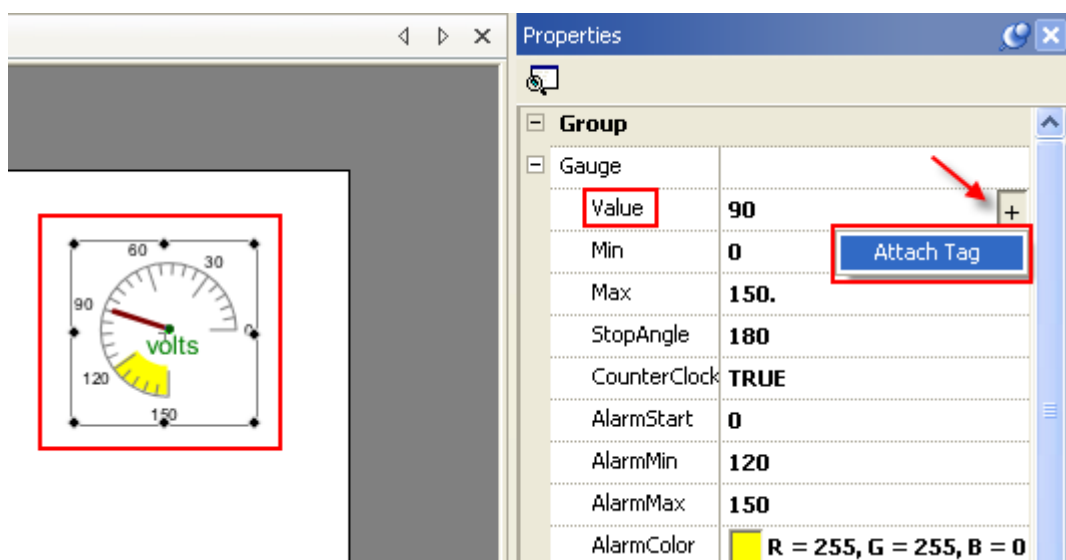 Properties
Group
Gauge
Value 90 +
Attach Tag
Min 0
Max 150.
StopAngle 180
CounterClock TRUE
AlarmStart 0
AlarmMin 120
AlarmMax 150
AlarmColor R = 255, G = 255, B = 0
60
30
90
0
volts
120
150